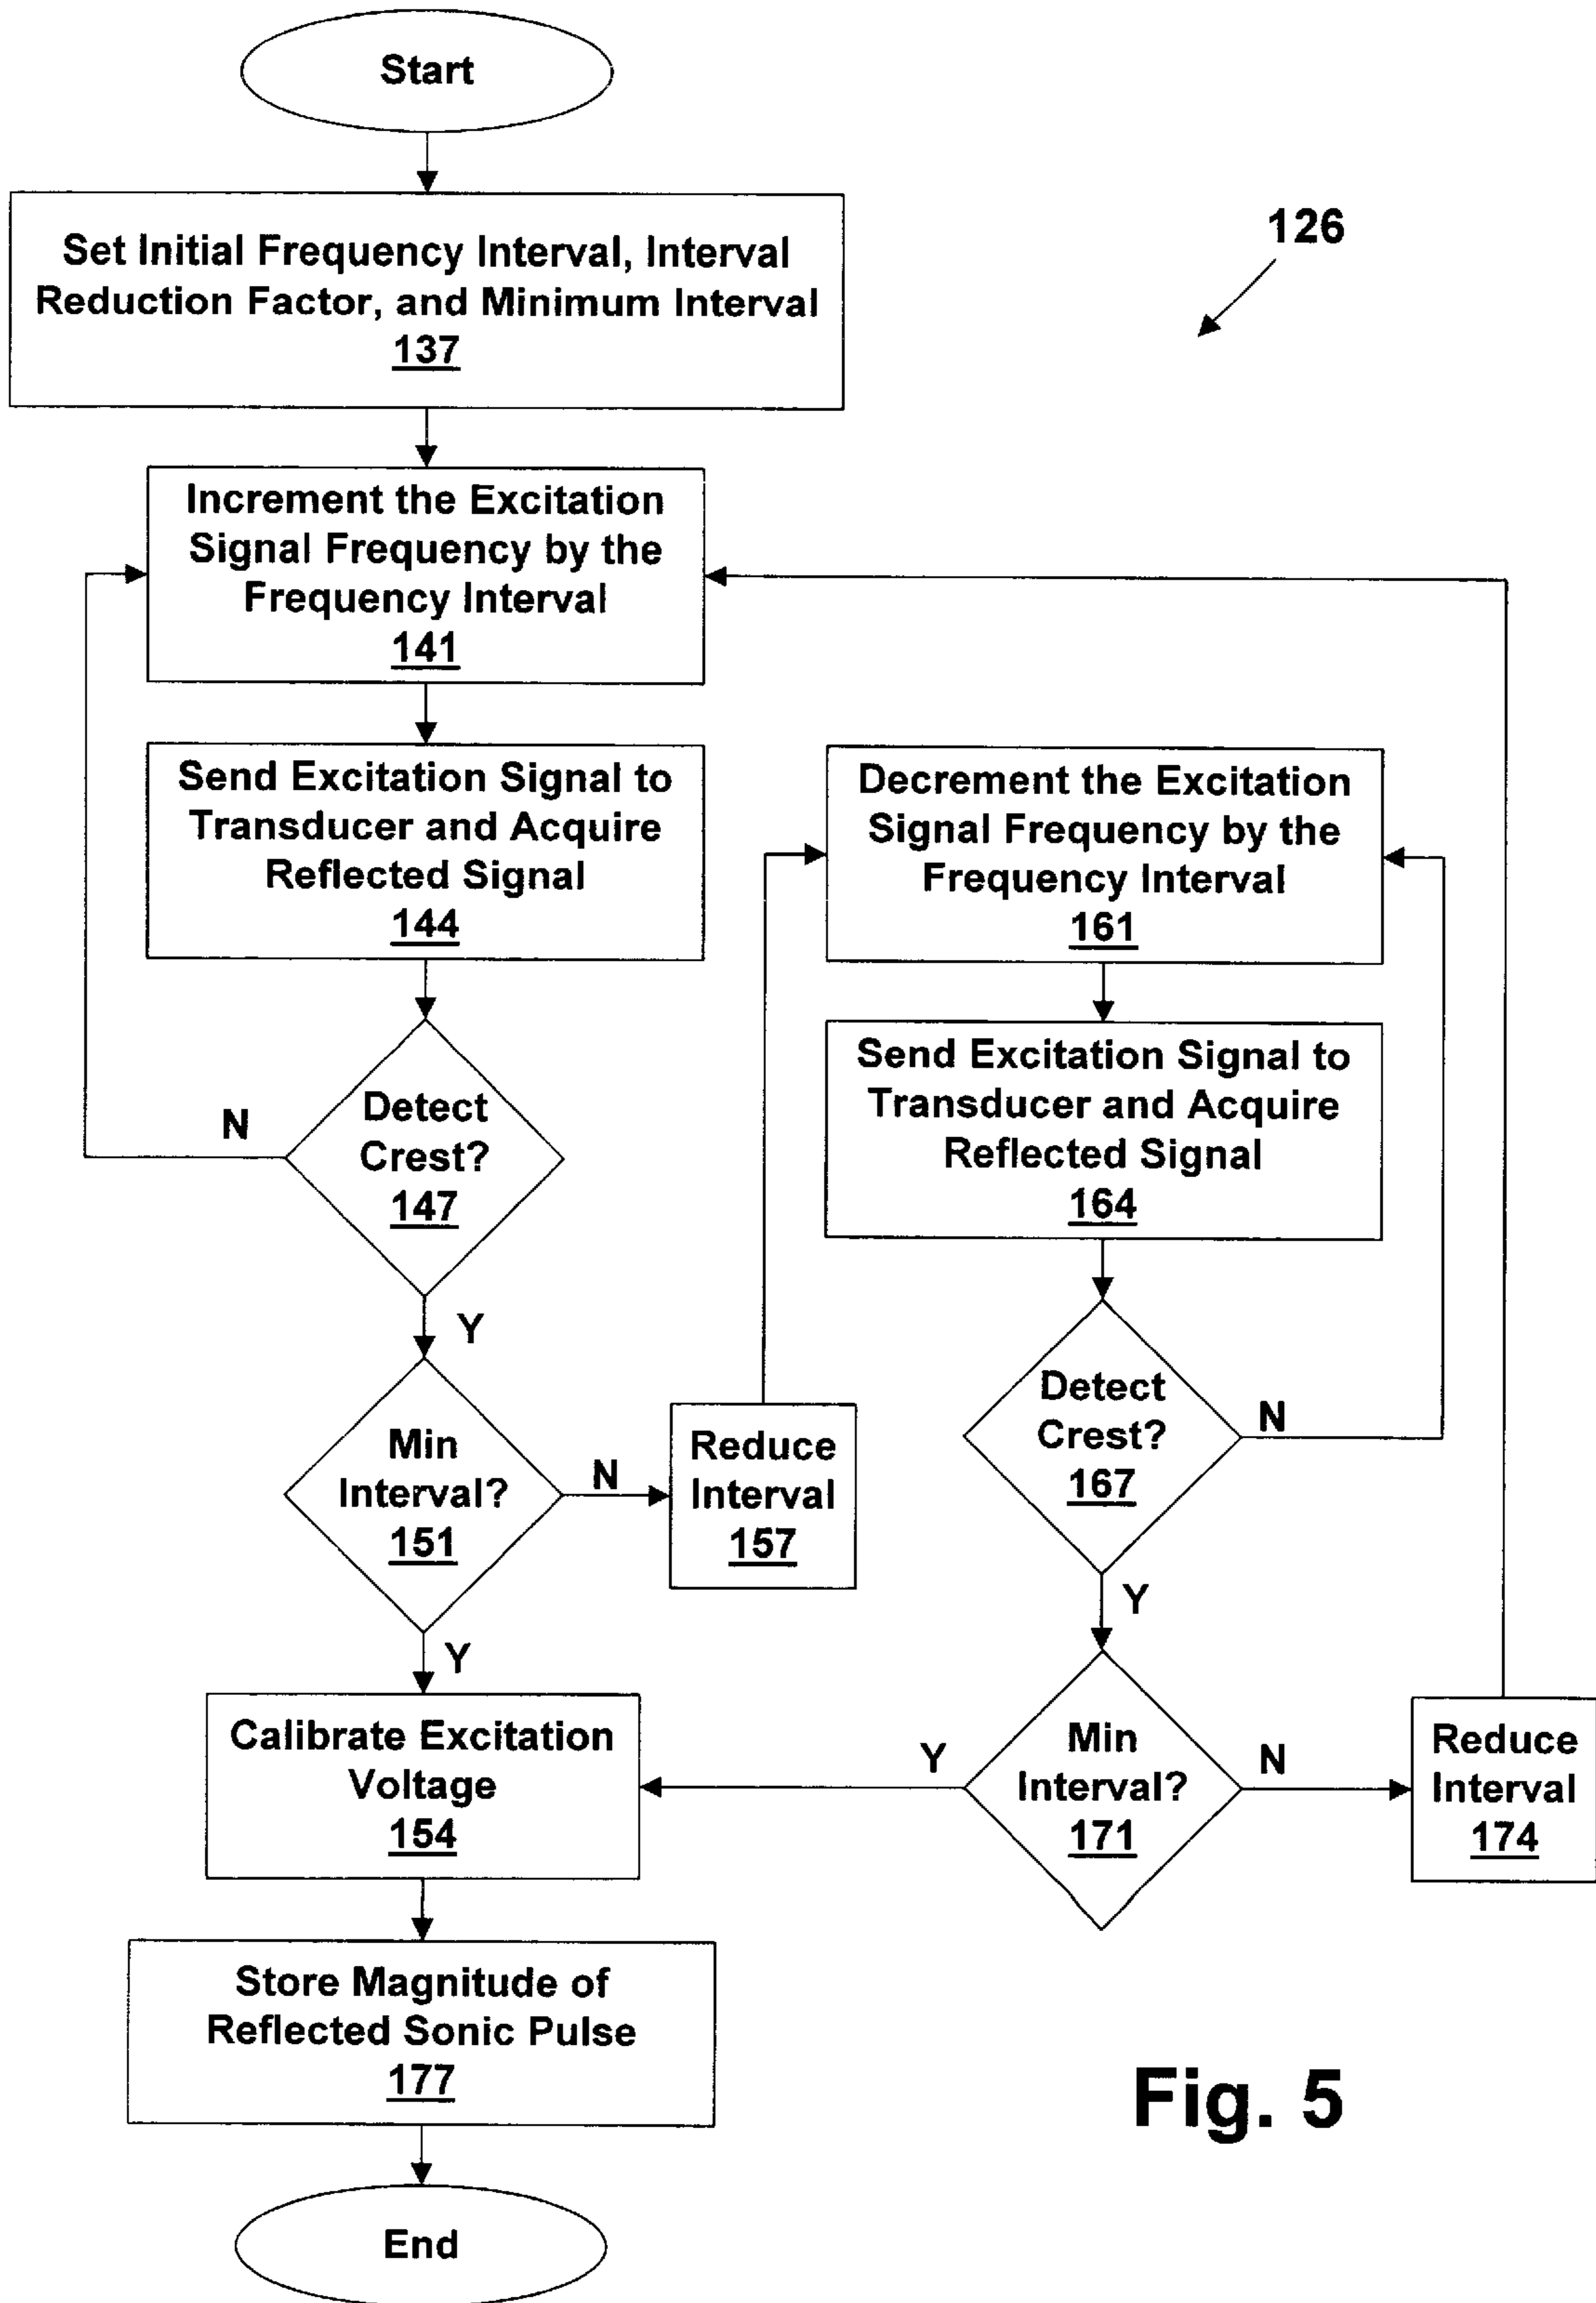 Start
126
Set Initial Frequency Interval, Interval
Reduction Factor, and Minimum Interval
137
Increment the Excitation
Signal Frequency by the
Frequency Interval
141
Send Excitation Signal to
Transducer and Acquire
Reflected Signal
144
Detect
Crest?
147
N
Y
Min
Interval?
151
N
Y
Reduce
Interval
157
Decrement the Excitation
Signal Frequency by the
Frequency Interval
161
Send Excitation Signal to
Transducer and Acquire
Reflected Signal
164
Detect
Crest?
167
N
Y
Min
Interval?
171
Y
N
Reduce
Interval
174
Calibrate Excitation
Voltage
154
Store Magnitude of
Reflected Sonic Pulse
177
End
Fig. 5